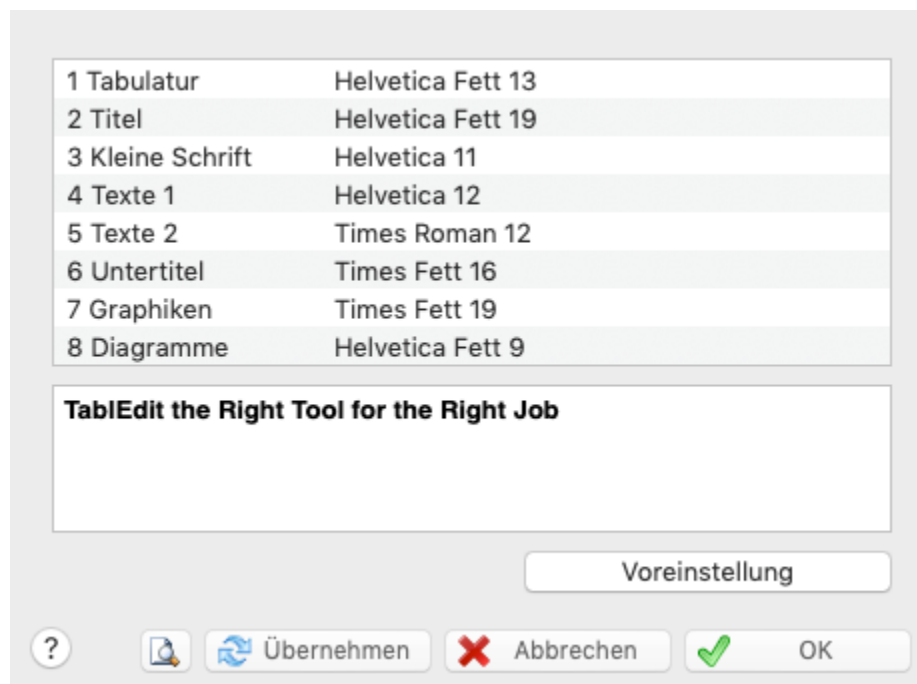 1 Tabulatur Helvetica Fett 13
2 Titel Helvetica Fett 19
3 Kleine Schrift Helvetica 11
4 Texte 1 Helvetica 12
5 Texte 2 Times Roman 12
6 Untertitel Times Fett 16
7 Graphiken Times Fett 19
8 Diagramme Helvetica Fett 9
TablEdit the Right Tool for the Right Job
Voreinstellung
? Übernehmen Abbrechen OK